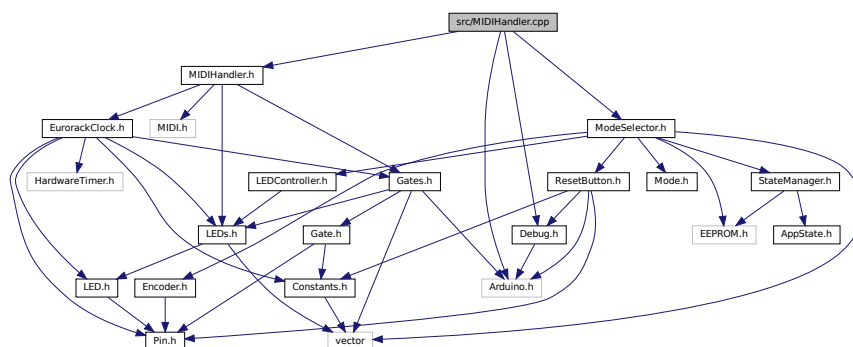 src/MIDIHandler.cpp
MIDIHandler.h
EurorackClock.h
MIDI.h
ModeSelector.h
HardwareTimer.h
LEDController.h
Gates.h
ResetButton.h
Mode.h
StateManager.h
LEDs.h
Gate.h
Debug.h
EEPROM.h
AppState.h
LED.h
Encoder.h
Constants.h
Arduino.h
Pin.h
vector